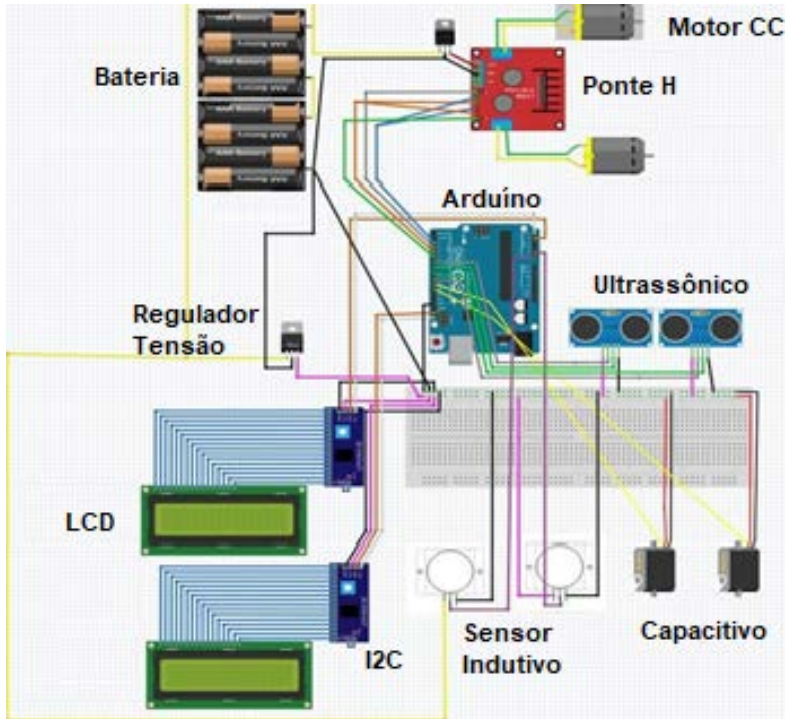 Motor CC
Bateria
Ponte H
Arduíno
Ultrassônico
Regulador
Tensão
LCD
I2C
Sensor
Indutivo
Capacitivo